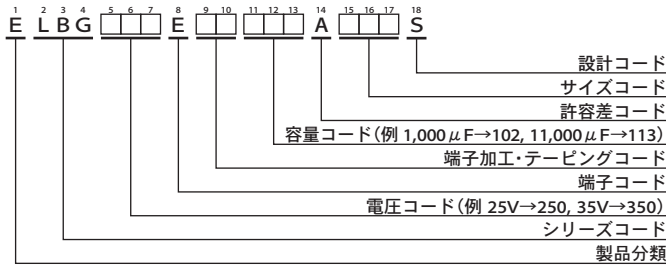 1 2 3 4 5 6 7 8 9 10 11 12 13 14 15 16 17 18
E L B G □□□ E □□ □□□ A □□□ S
設計コード
サイズコード
許容差コード
容量コード(例 1,000μF→102, 11,000μF→113)
端子加工・テーピングコード
端子コード
電圧コード(例 25V→250, 35V→350)
シリーズコード
製品分類